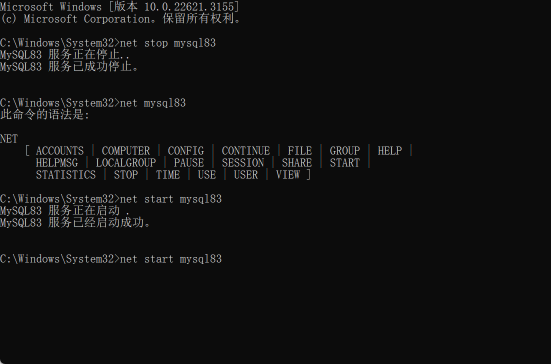 Microsoft Windows [版本 10.0.22621.3155]
(c) Microsoft Corporation。保留所有权利。
C:\Windows\System32>net stop mysql83
MySQL83 服务正在停止..
MySQL83 服务已成功停止。
C:\Windows\System32>net mysql83
此命令的语法是:
NET
[ ACCOUNTS | COMPUTER | CONFIG | CONTINUE | FILE | GROUP | HELP |
HELPMSG | LOCALGROUP | PAUSE | SESSION | SHARE | START |
STATISTICS | STOP | TIME | USE | USER | VIEW ]
C:\Windows\System32>net start mysql83
MySQL83 服务正在启动 .
MySQL83 服务已经启动成功。
C:\Windows\System32>net start mysql83